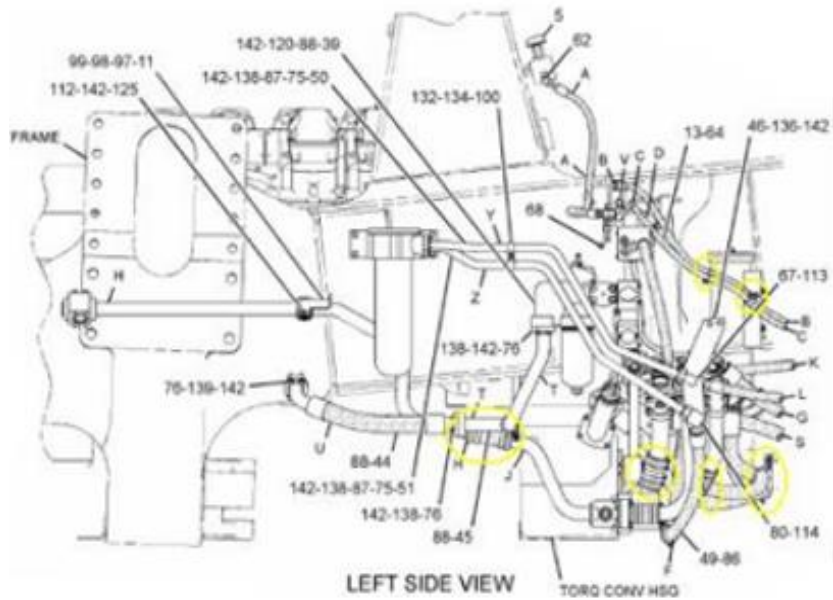 5
142-120-88-39
62
99-98-97-11
142-138-87-75-50
A
112-142-125
132-134-100
46-136-142
13-64
FRAME
B
V
C
D
A
68
Y
H
Z
67-113
B
C
138-142-76
K
76-139-142
T
T
L
G
S
U
H
88-44
J
142-138-87-75-51
142-138-76
80-114
88-45
49-86
F
LEFT SIDE VIEW
TORQ CONV HSG